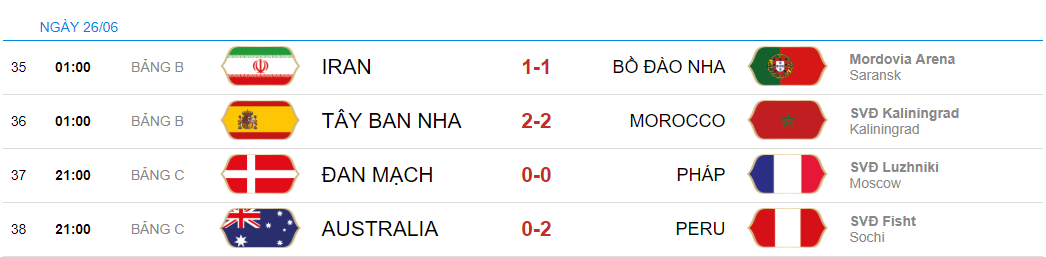 NGÀY 26/06
35 01:00 BẢNG B IRAN 1-1 BỒ ĐÀO NHA Mordovia Arena
Saransk
36 01:00 BẢNG B TÂY BAN NHA 2-2 MOROCCO SVĐ Kaliningrad
Kaliningrad
37 21:00 BẢNG C ĐAN MẠCH 0-0 PHÁP SVĐ Luzhniki
Moscow
38 21:00 BẢNG C AUSTRALIA 0-2 PERU SVĐ Fisht
Sochi